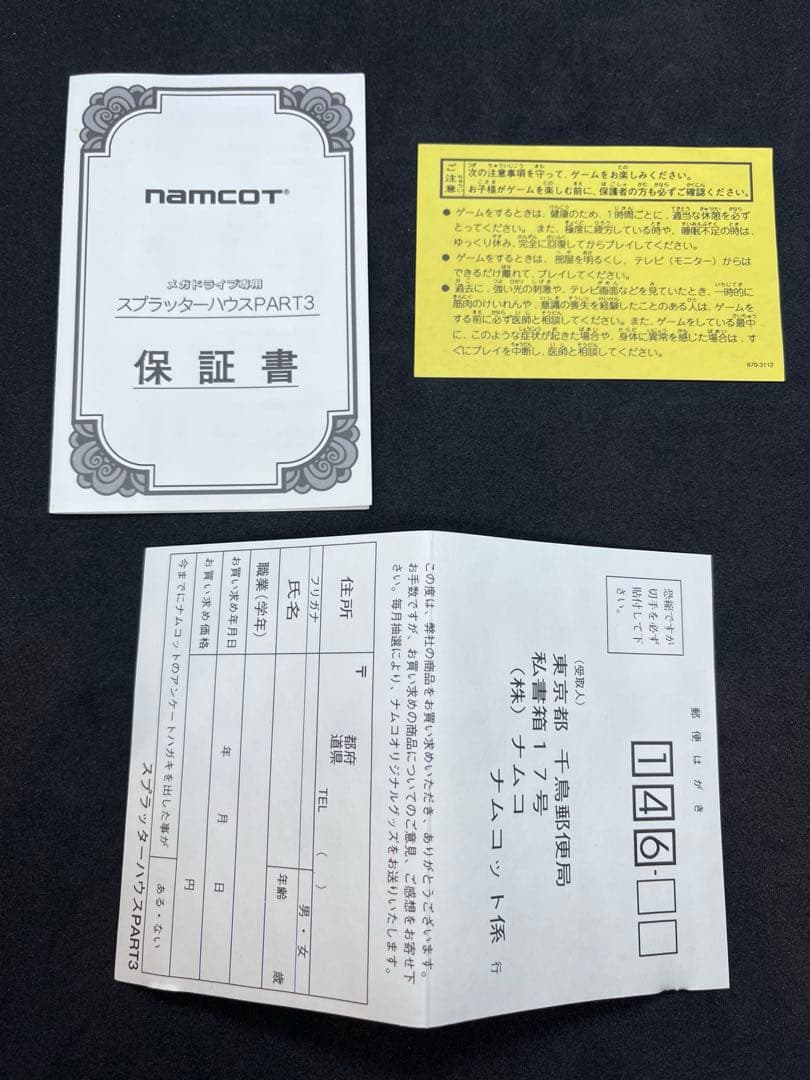 namcot®
メガドライブ専用
スプラッターハウスPART3
保証書
ご注意
次の注意事項を守って、ゲームをお楽しみください。
お子様がゲームを楽しむ前に、保護者の方も必ずご確認ください。
●ゲームをするときは、健康のため、1時間ごとに、適当な休憩を必ず
とってください。また、極度に疲労している時や、睡眠不足の時は、
ゆっくり休み、完全に回復してからプレイしてください。
●ゲームをするときは、部屋を明るくし、テレビ(モニター)からは
できるだけ離れて、プレイしてください。
●過去に、強い光の刺激や、テレビ画面などを見ていたとき、一時的に
筋肉のけいれんや、意識の喪失を経験したことのある人は、ゲームを
する前に必ず医師と相談してください。また、ゲームをしている最中
に、このような症状が起きた場合や、身体に異常を感じた場合は、す
ぐにプレイを中断し、医師と相談してください。
670-3112
郵便はがき
146-
恐縮ですが
切手を必ず
貼付して下
さい。
(受取人)
東京都 千鳥郵便局
私書箱17号
(株)ナムコ
ナムコット係 行
この度は、弊社の商品をお買い求めいただき、ありがとうございます。
お手数ですが、お買い求めの商品についてのご意見、ご感想をお寄せ下
さい。毎月抽選により、ナムコオリジナルグッズをお送りいたします。
住所 〒 都府道県 TEL ( )
フリガナ
氏名 男・女
職業(学年) 年齢 歳
お買い求め年月日 年 月 日
お買い求め価格 円
今までにナムコットのアンケートハガキを出した事が ある・ない
スプラッターハウスPART3